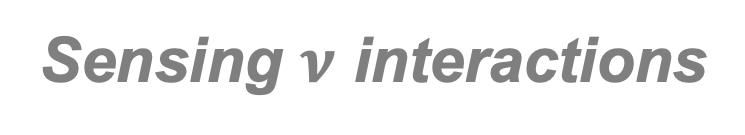 Sensing ν interactions